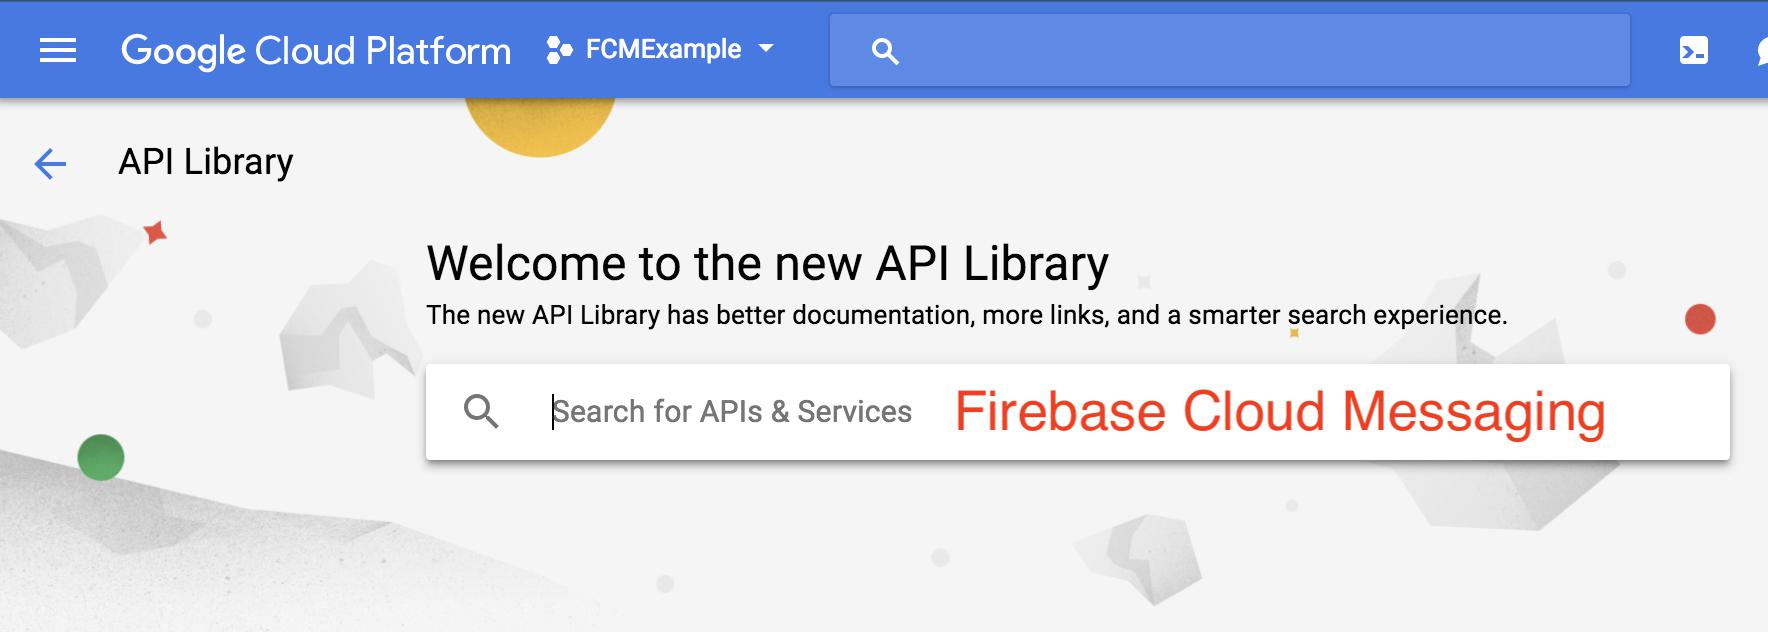 Google Cloud Platform FCMExample
API Library
Welcome to the new API Library
The new API Library has better documentation, more links, and a smarter search experience.
Search for APIs & Services Firebase Cloud Messaging